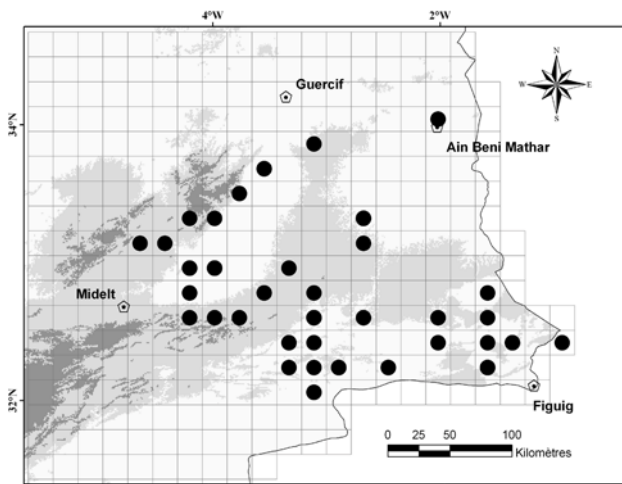 4°W 2°W
N
W E
S
Guercif
34°N
Ain Beni Mathar
Midelt
Figuig
32°N
0 25 50 100
Kilomètres